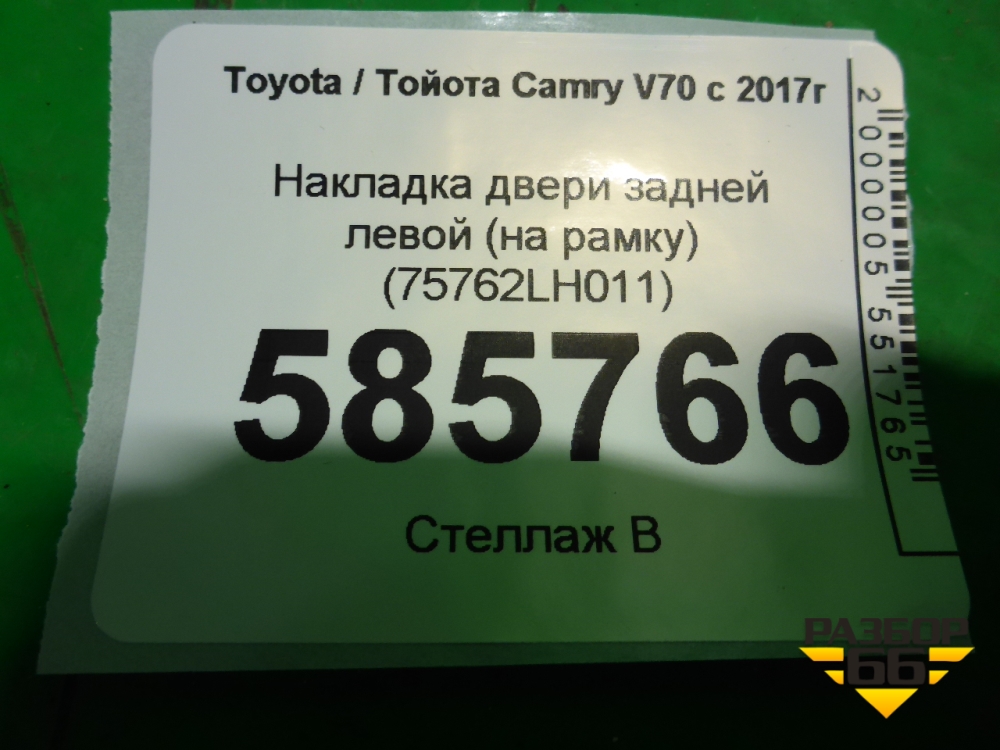 Toyota / Тойота Camry V70 с 2017г
Накладка двери задней
левой (на рамку)
(75762LH011)
585766
Стеллаж В
2000005551765
РАЗБОР
66